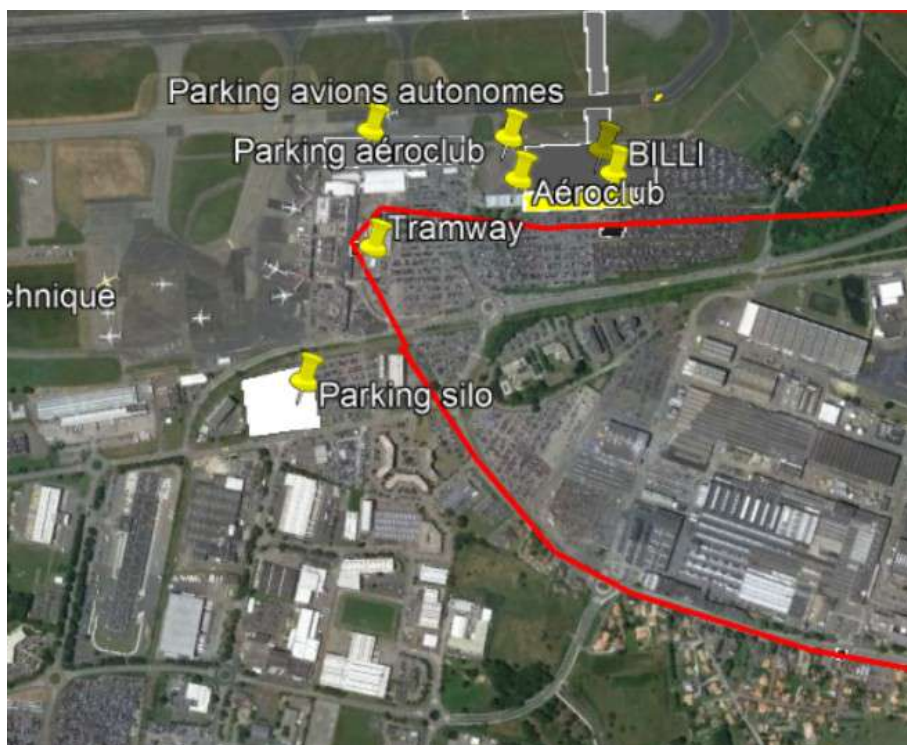 Parking avions autonomes
Parking aéroclub
BILLI
Aéroclub
Tramway
chnique
Parking silo